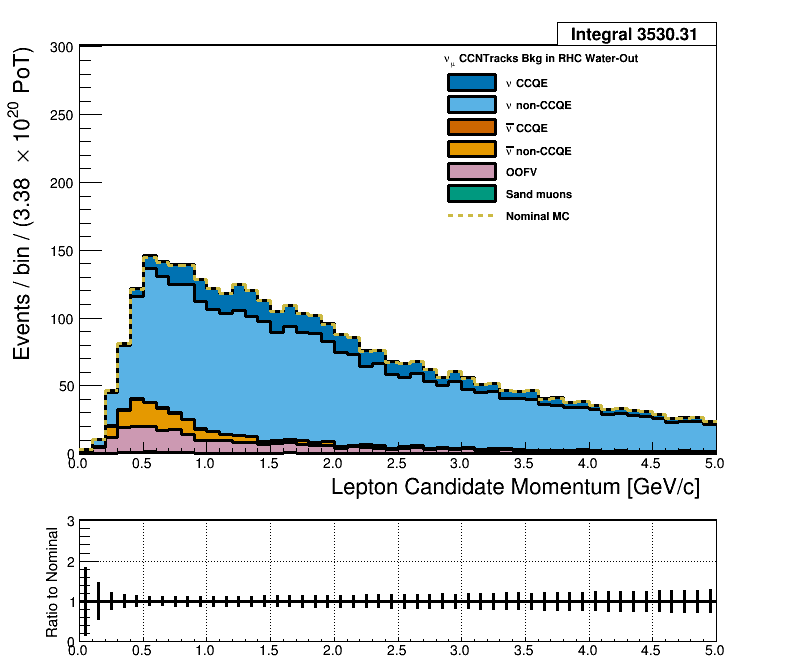 Integral 3530.31
ν_μ CCNTracks Bkg in RHC Water-Out
ν CCQE
ν non-CCQE
ν̅ CCQE
ν̅ non-CCQE
OOFV
Sand muons
Nominal MC
Events / bin / (3.38 × 10^20 PoT)
300
250
200
150
100
50
0
0.0 0.5 1.0 1.5 2.0 2.5 3.0 3.5 4.0 4.5 5.0
Lepton Candidate Momentum [GeV/c]
Ratio to Nominal
3
2
1
0
0.0 0.5 1.0 1.5 2.0 2.5 3.0 3.5 4.0 4.5 5.0